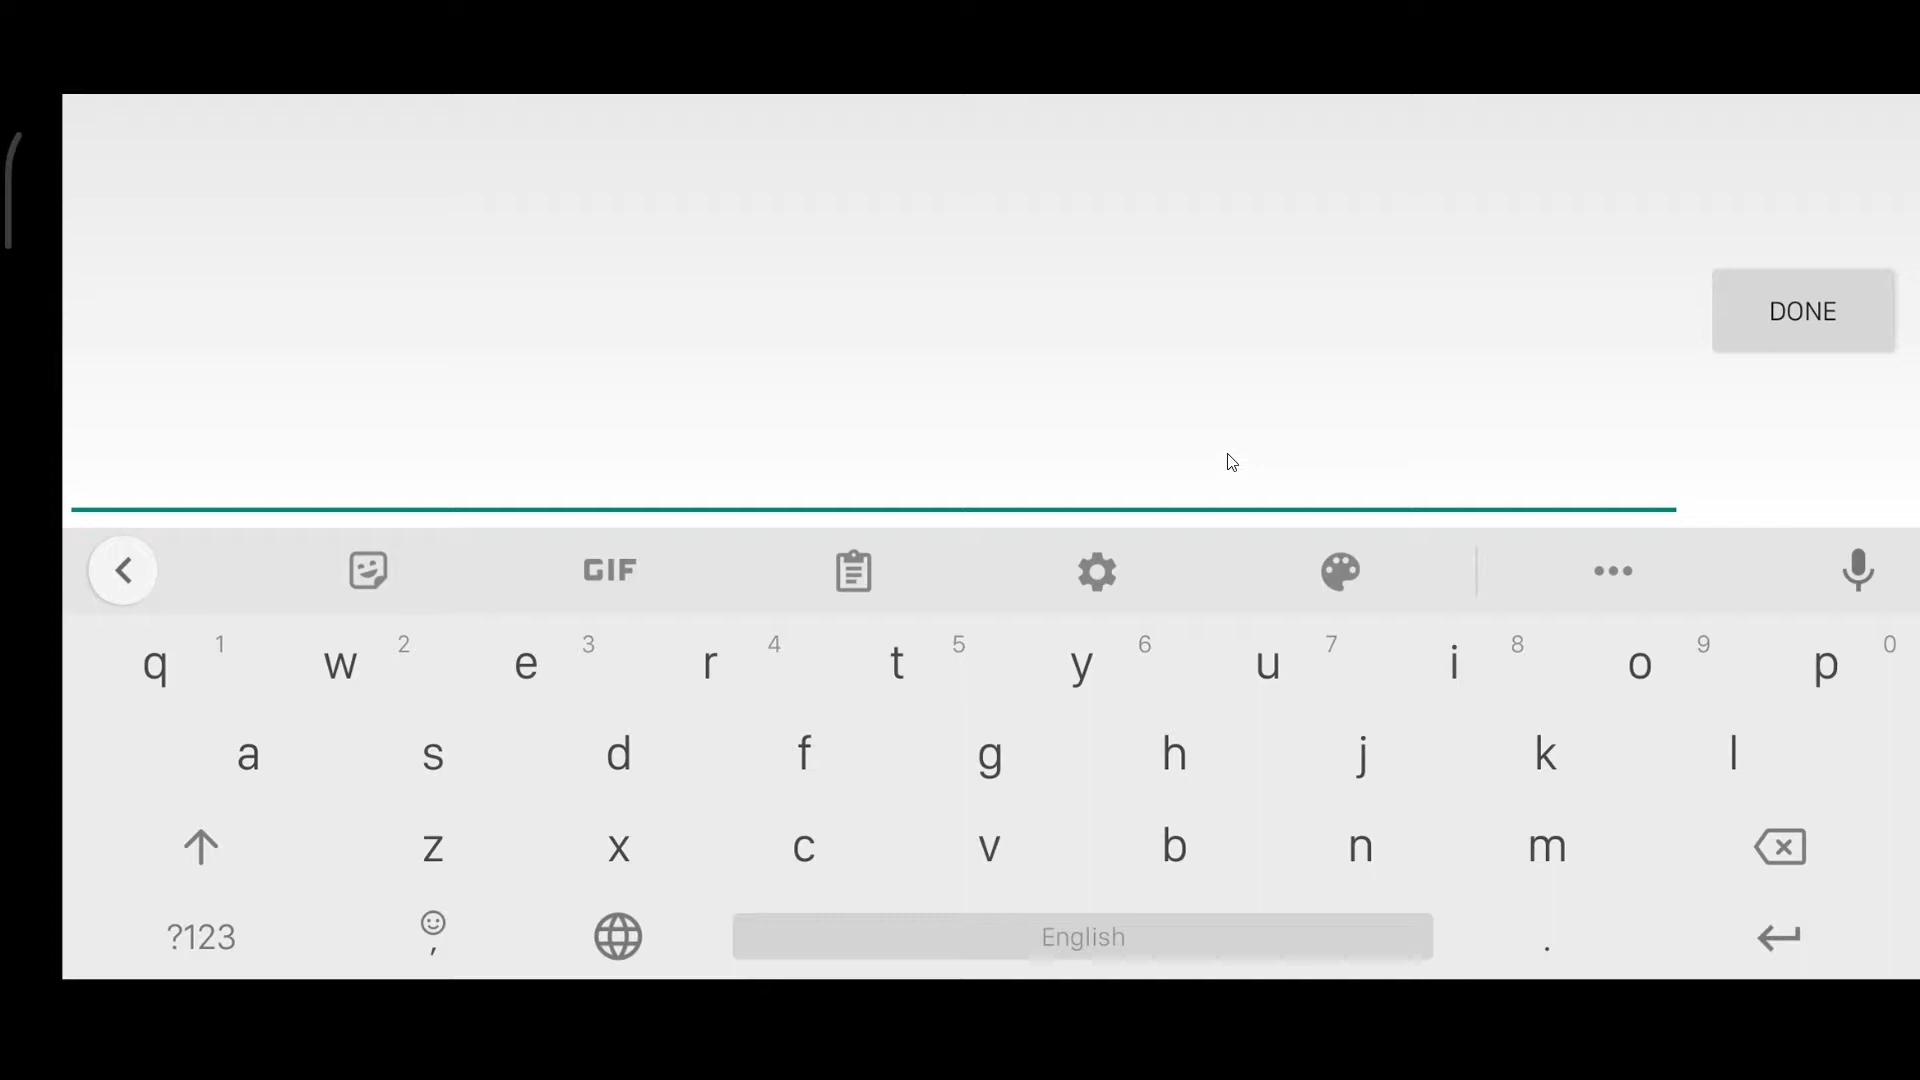 DONE
GIF
q 1 w 2 e 3 r 4 t 5 y 6 u 7 i 8 o 9 p 0
a s d f g h j k l
z x c v b n m
?123 , English .